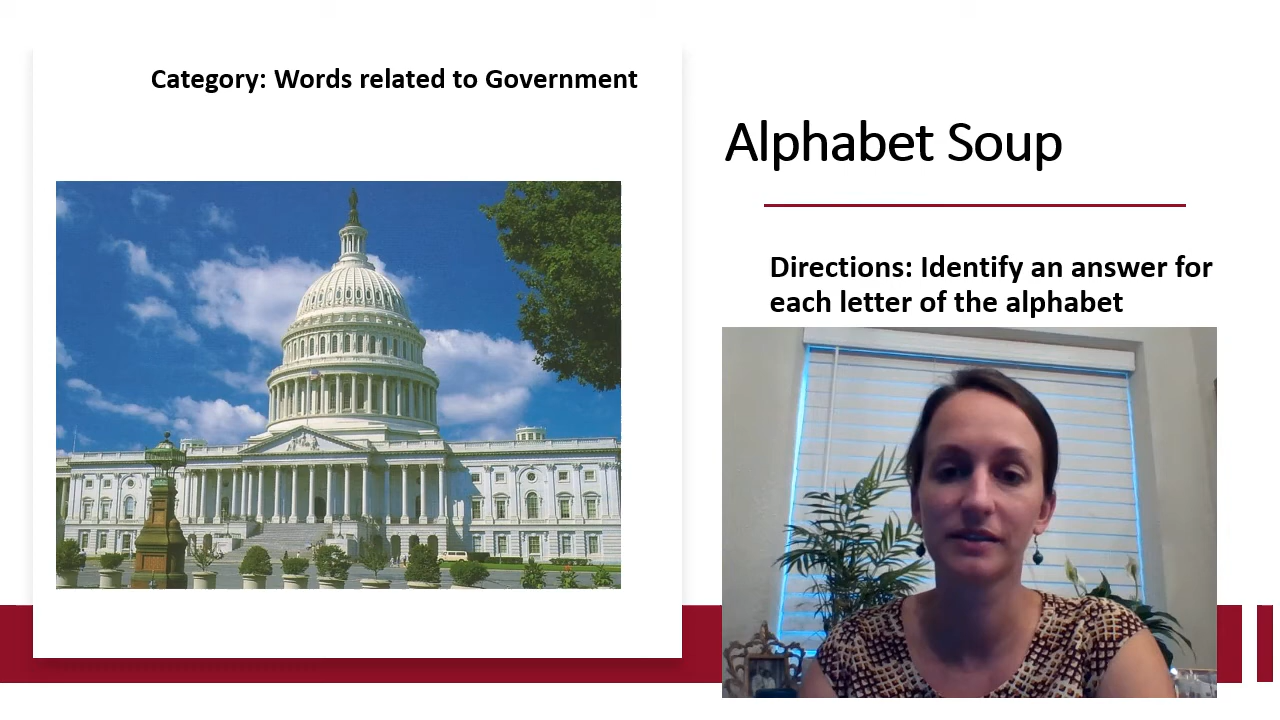 Category: Words related to Government
Alphabet Soup
Directions: Identify an answer for
each letter of the alphabet